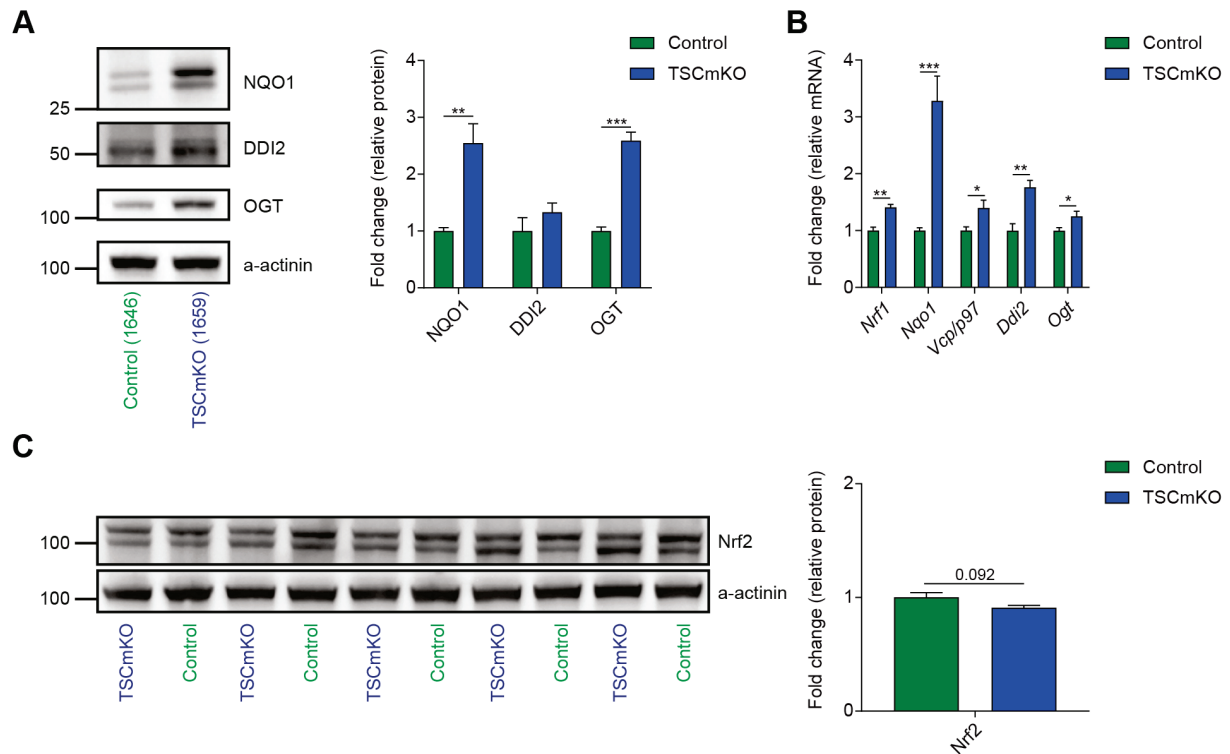 A
NQO1
25
DDI2
50
OGT
100
a-actinin
100
Control (1646)
TSCmKO (1659)
Control
TSCmKO
Fold change (relative protein)
4
3
2
1
0
**
***
NQO1
DDI2
OGT
B
Control
TSCmKO
Fold change (relative mRNA)
4
3
2
1
0
**
***
*
**
*
Nrf1
Nqo1
Vcp/p97
Ddi2
Ogt
C
100
Nrf2
100
a-actinin
TSCmKO
Control
TSCmKO
Control
TSCmKO
Control
TSCmKO
Control
TSCmKO
Control
Control
TSCmKO
Fold change (relative protein)
2
1
0
0.092
Nrf2